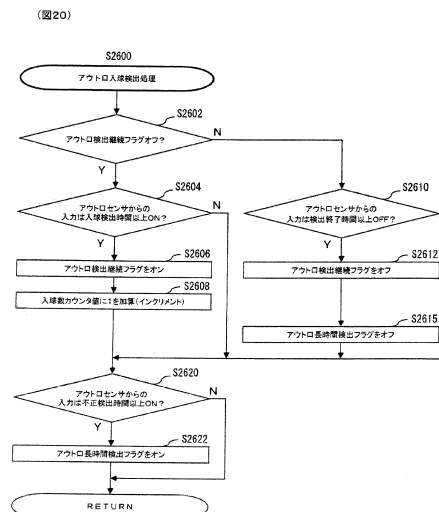 (図20)
S2600
アウトロ入球検出処理
S2602
アウトロ検出継続フラグオフ?
N
Y
S2604
アウトロセンサからの
入力は入球検出時間以上ON?
N
Y
S2610
アウトロセンサからの
入力は検出終了時間以上OFF?
Y
S2606
アウトロ検出継続フラグをオン
S2608
入球数カウンタ値に1を加算(インクリメント)
S2612
アウトロ検出継続フラグをオフ
S2615
アウトロ長時間検出フラグをオフ
S2620
アウトロセンサからの
入力は不正検出時間以上ON?
N
Y
S2622
アウトロ長時間検出フラグをオン
RETURN